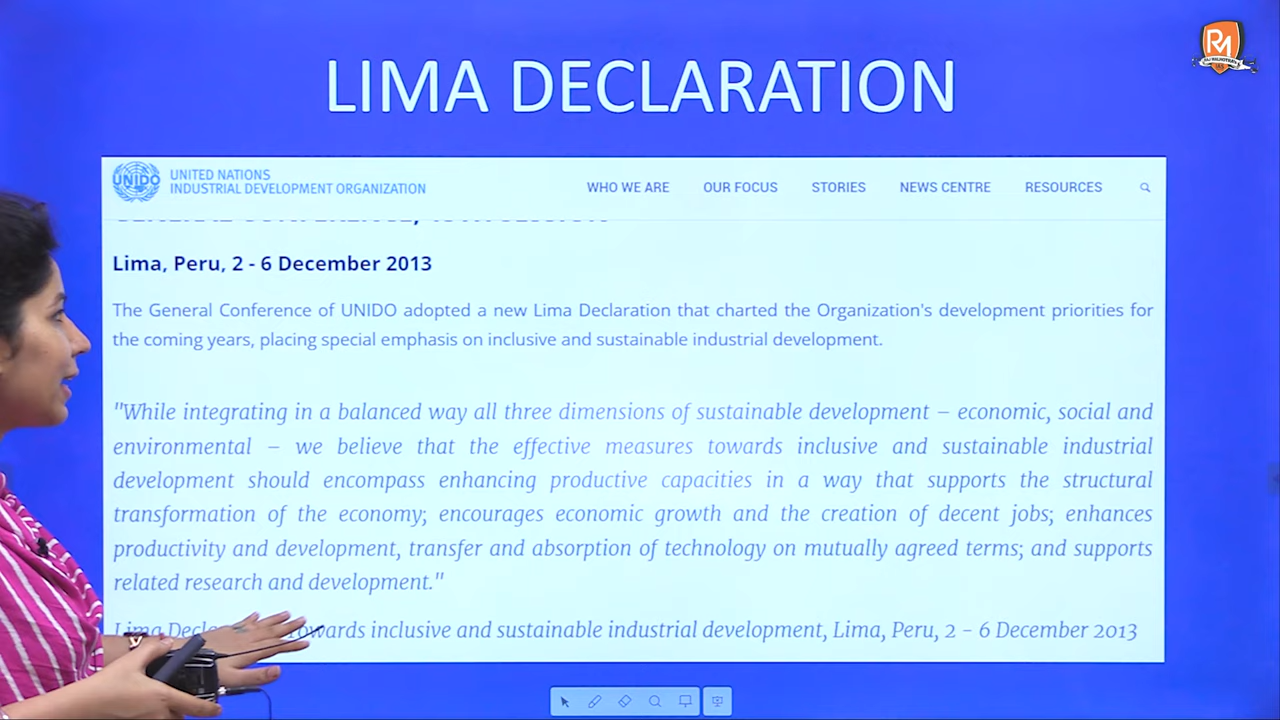 LIMA DECLARATION
UNIDO
UNITED NATIONS
INDUSTRIAL DEVELOPMENT ORGANIZATION
WHO WE ARE
OUR FOCUS
STORIES
NEWS CENTRE
RESOURCES
Lima, Peru, 2 - 6 December 2013
The General Conference of UNIDO adopted a new Lima Declaration that charted the Organization's development priorities for
the coming years, placing special emphasis on inclusive and sustainable industrial development.
"While integrating in a balanced way all three dimensions of sustainable development – economic, social and
environmental – we believe that the effective measures towards inclusive and sustainable industrial
development should encompass enhancing productive capacities in a way that supports the structural
transformation of the economy; encourages economic growth and the creation of decent jobs; enhances
productivity and development, transfer and absorption of technology on mutually agreed terms; and supports
related research and development."
Lima towards inclusive and sustainable industrial development, Lima, Peru, 2 - 6 December 2013